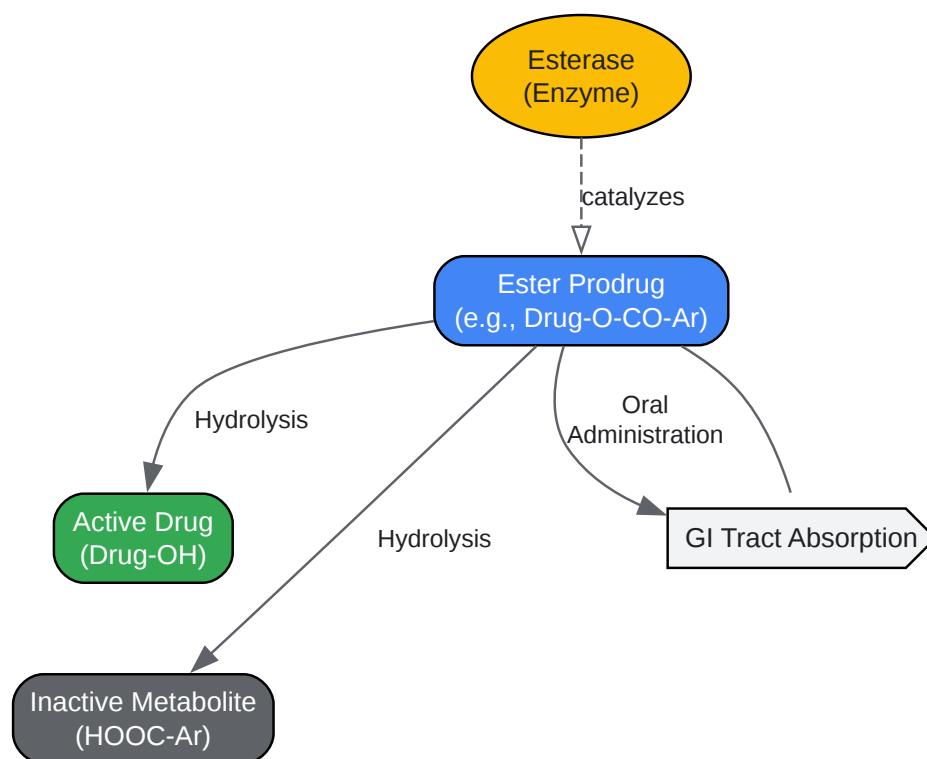 Esterase
(Enzyme)
catalyzes
Ester Prodrug
(e.g., Drug-O-CO-Ar)
Hydrolysis
Oral
Administration
Active Drug
(Drug-OH)
Hydrolysis
GI Tract Absorption
Inactive Metabolite
(HOOC-Ar)